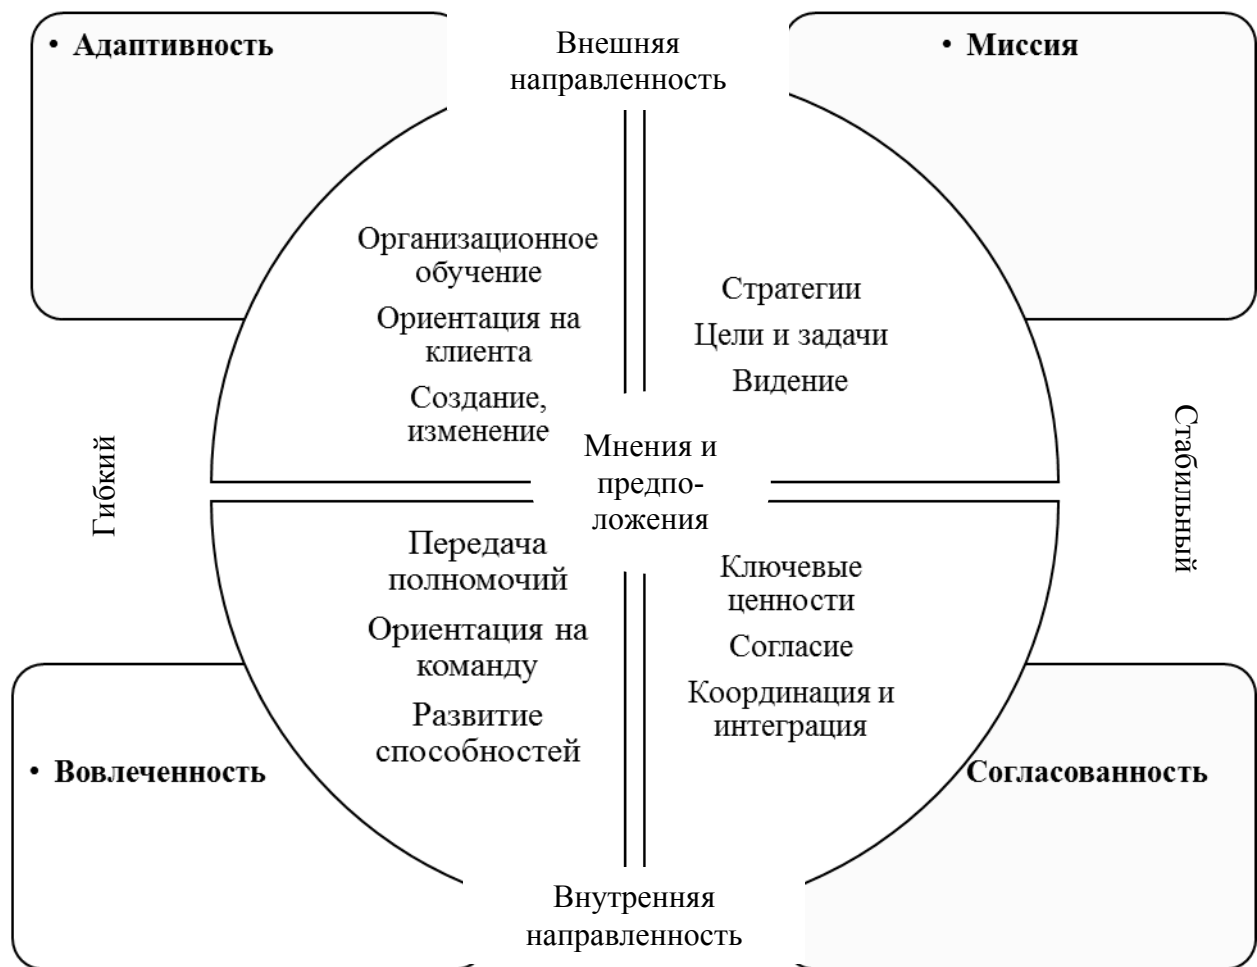 • Адаптивность
Внешняя
направленность
• Миссия
Организационное
обучение
Ориентация на
клиента
Создание,
изменение
Стратегии
Цели и задачи
Видение
Гибкий
Мнения и
предпо-
ложения
Стабильный
Передача
полномочий
Ориентация на
команду
Развитие
способностей
Ключевые
ценности
Согласие
Координация и
интеграция
• Вовлеченность
Согласованность
Внутренняя
направленность